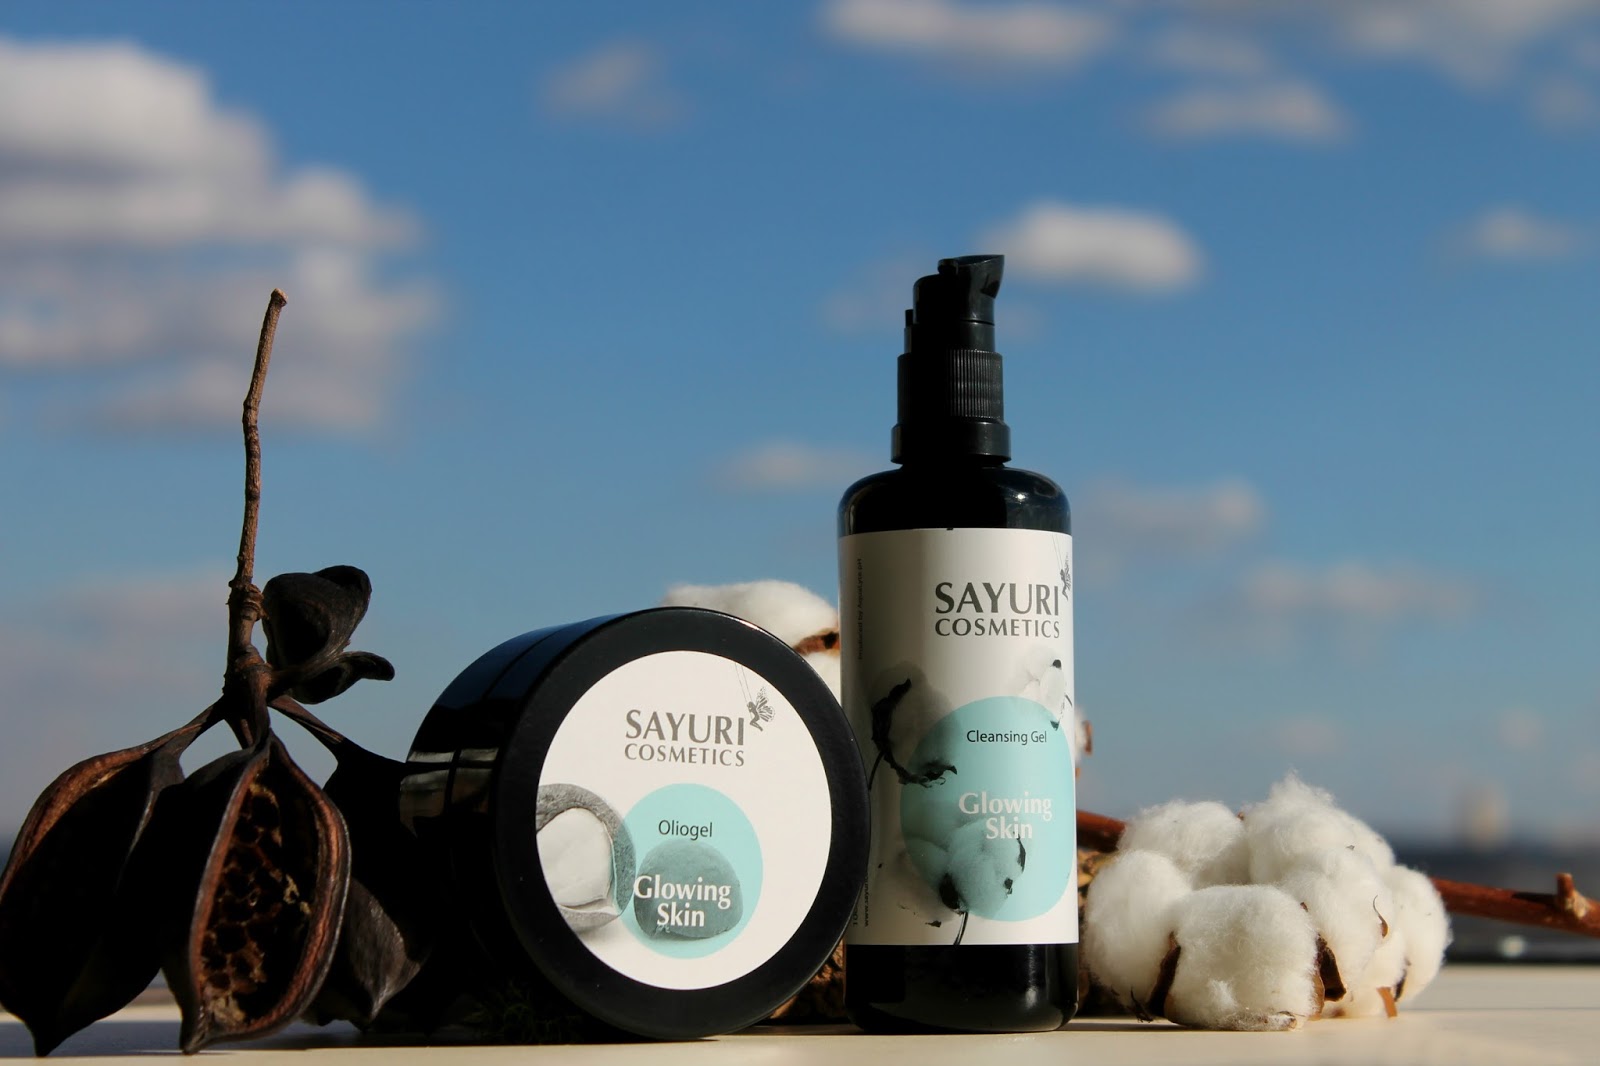 SAYURI
COSMETICS
Oliogel
Glowing
Skin
SAYURI
COSMETICS
Cleansing Gel
Glowing
Skin